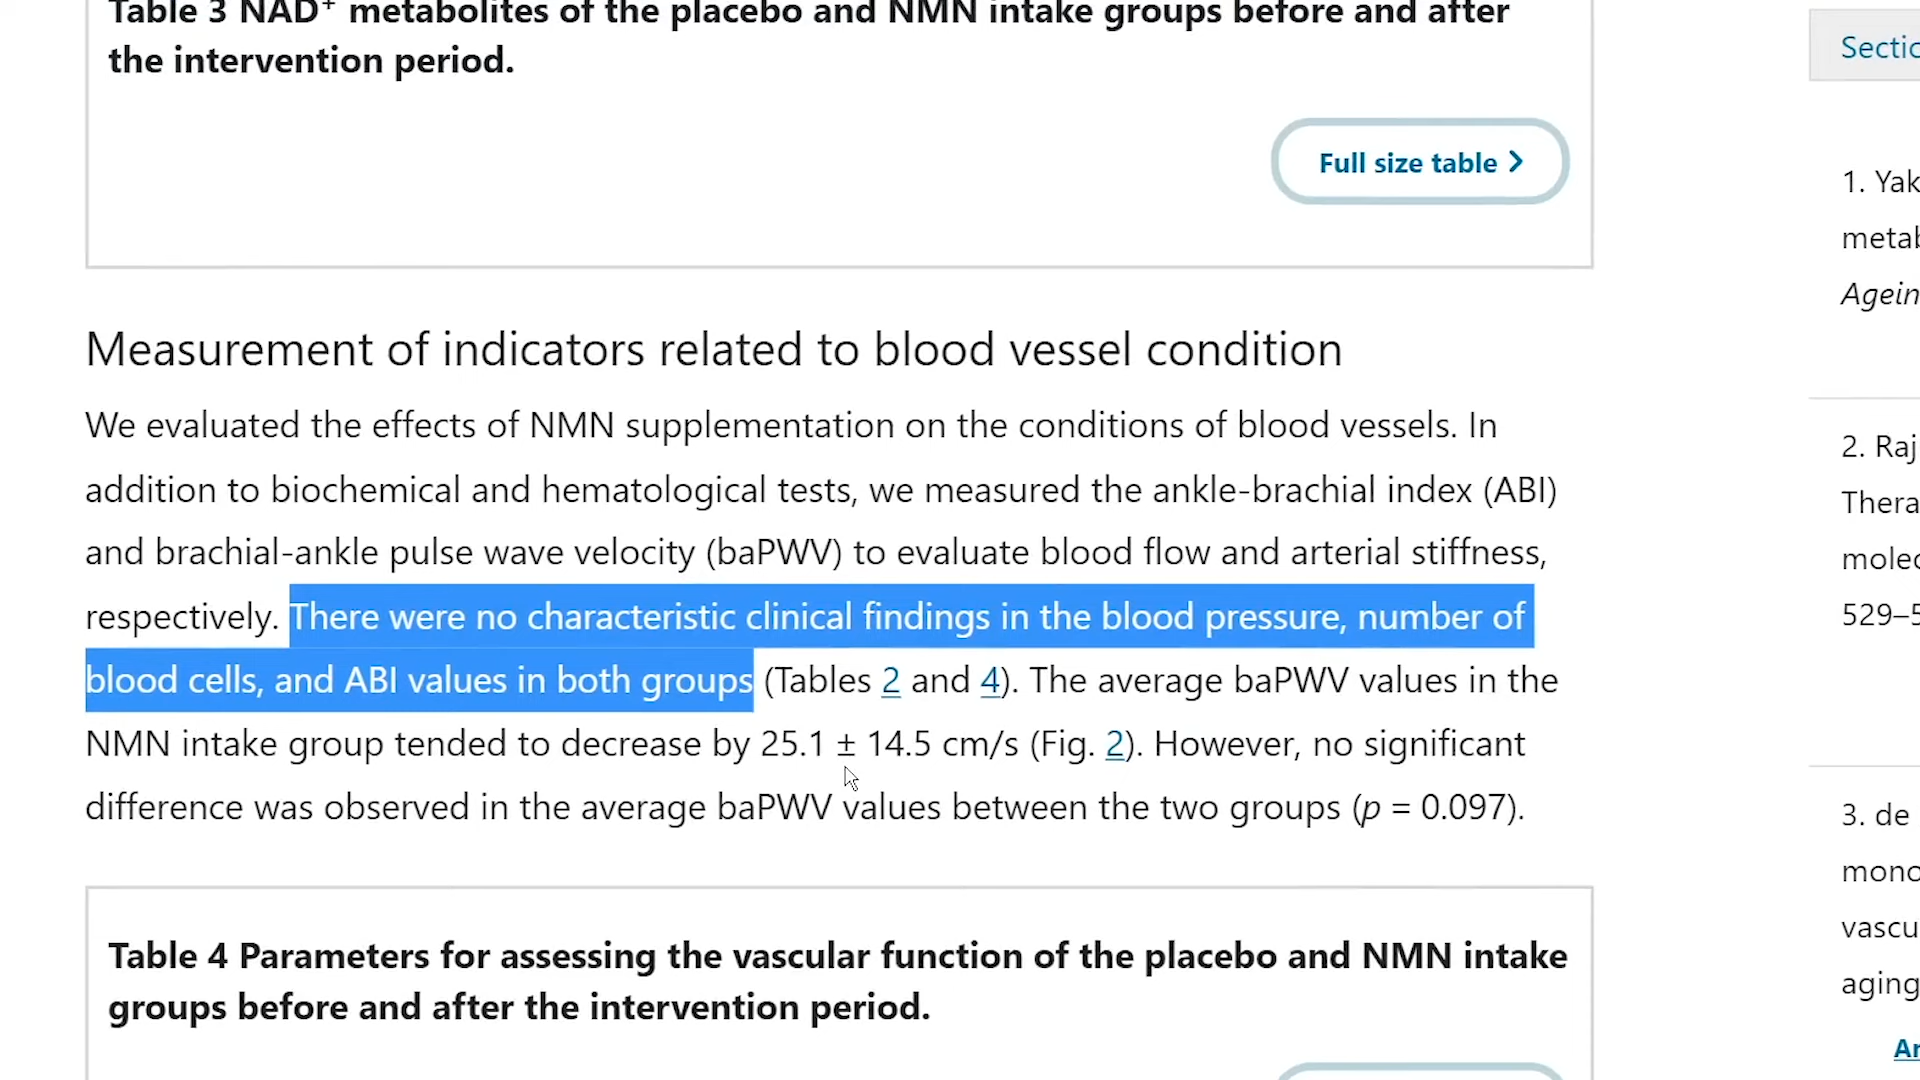 Table 3 NAD⁺ metabolites of the placebo and NMN intake groups before and after
the intervention period.
Full size table
Measurement of indicators related to blood vessel condition
We evaluated the effects of NMN supplementation on the conditions of blood vessels. In
addition to biochemical and hematological tests, we measured the ankle-brachial index (ABI)
and brachial-ankle pulse wave velocity (baPWV) to evaluate blood flow and arterial stiffness,
respectively. There were no characteristic clinical findings in the blood pressure, number of
blood cells, and ABI values in both groups (Tables 2 and 4). The average baPWV values in the
NMN intake group tended to decrease by 25.1 ± 14.5 cm/s (Fig. 2). However, no significant
difference was observed in the average baPWV values between the two groups (p = 0.097).
Table 4 Parameters for assessing the vascular function of the placebo and NMN intake
groups before and after the intervention period.
Sectio
1. Yak
metab
Agein
2. Raj
Thera
molec
529–5
3. de
mono
vascu
aging
Ar